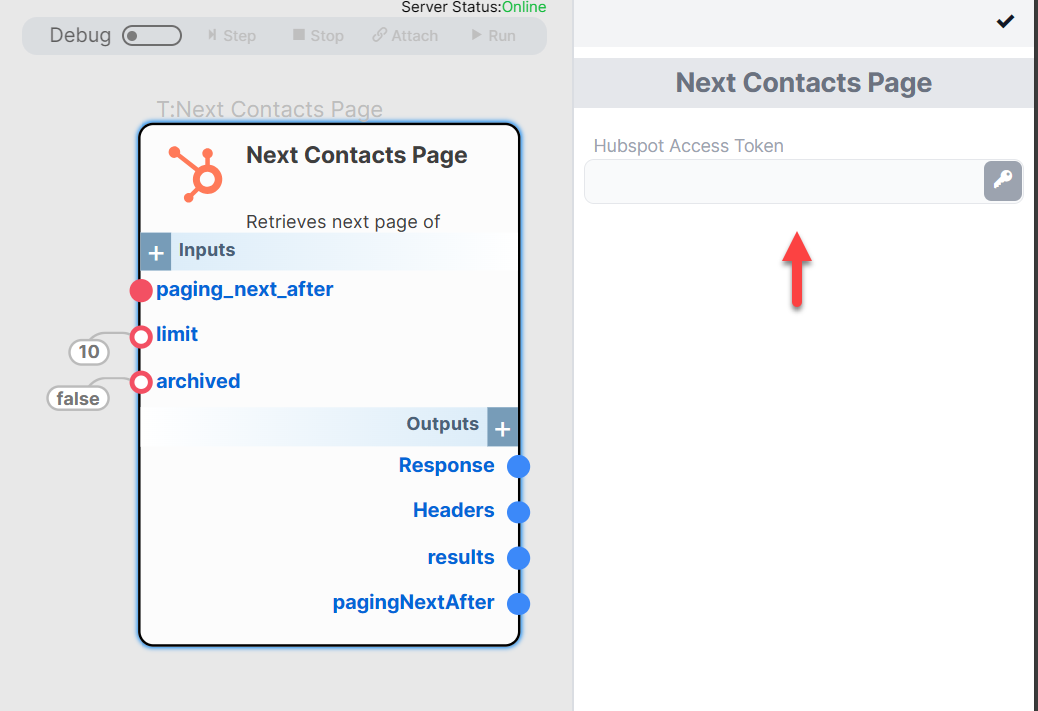 Server Status:Online
Debug Step Stop Attach Run
T:Next Contacts Page
Next Contacts Page
Retrieves next page of
+ Inputs
paging_next_after
limit
10
archived
false
Outputs +
Response
Headers
results
pagingNextAfter
Next Contacts Page
Hubspot Access Token